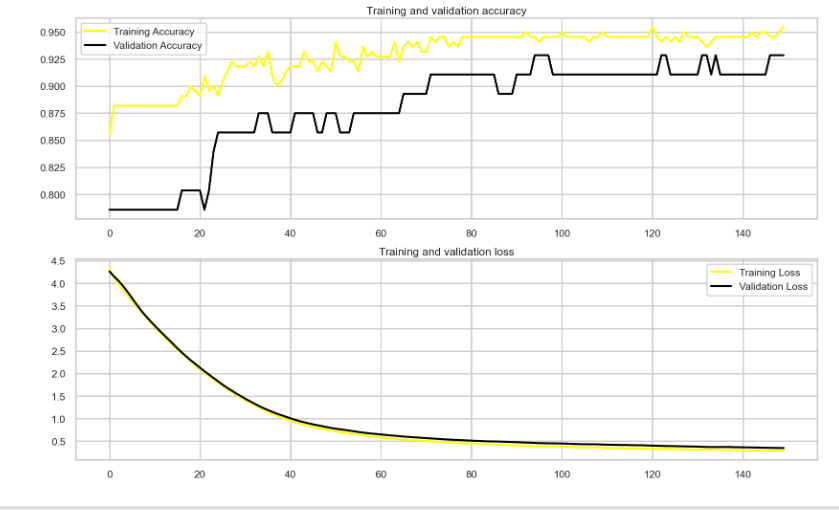 Training and validation accuracy
0.950
0.925
0.900
0.875
0.850
0.825
0.800
Training Accuracy
Validation Accuracy
0 20 40 60 80 100 120 140
Training and validation loss
4.5
4.0
3.5
3.0
2.5
2.0
1.5
1.0
0.5
Training Loss
Validation Loss
0 20 40 60 80 100 120 140